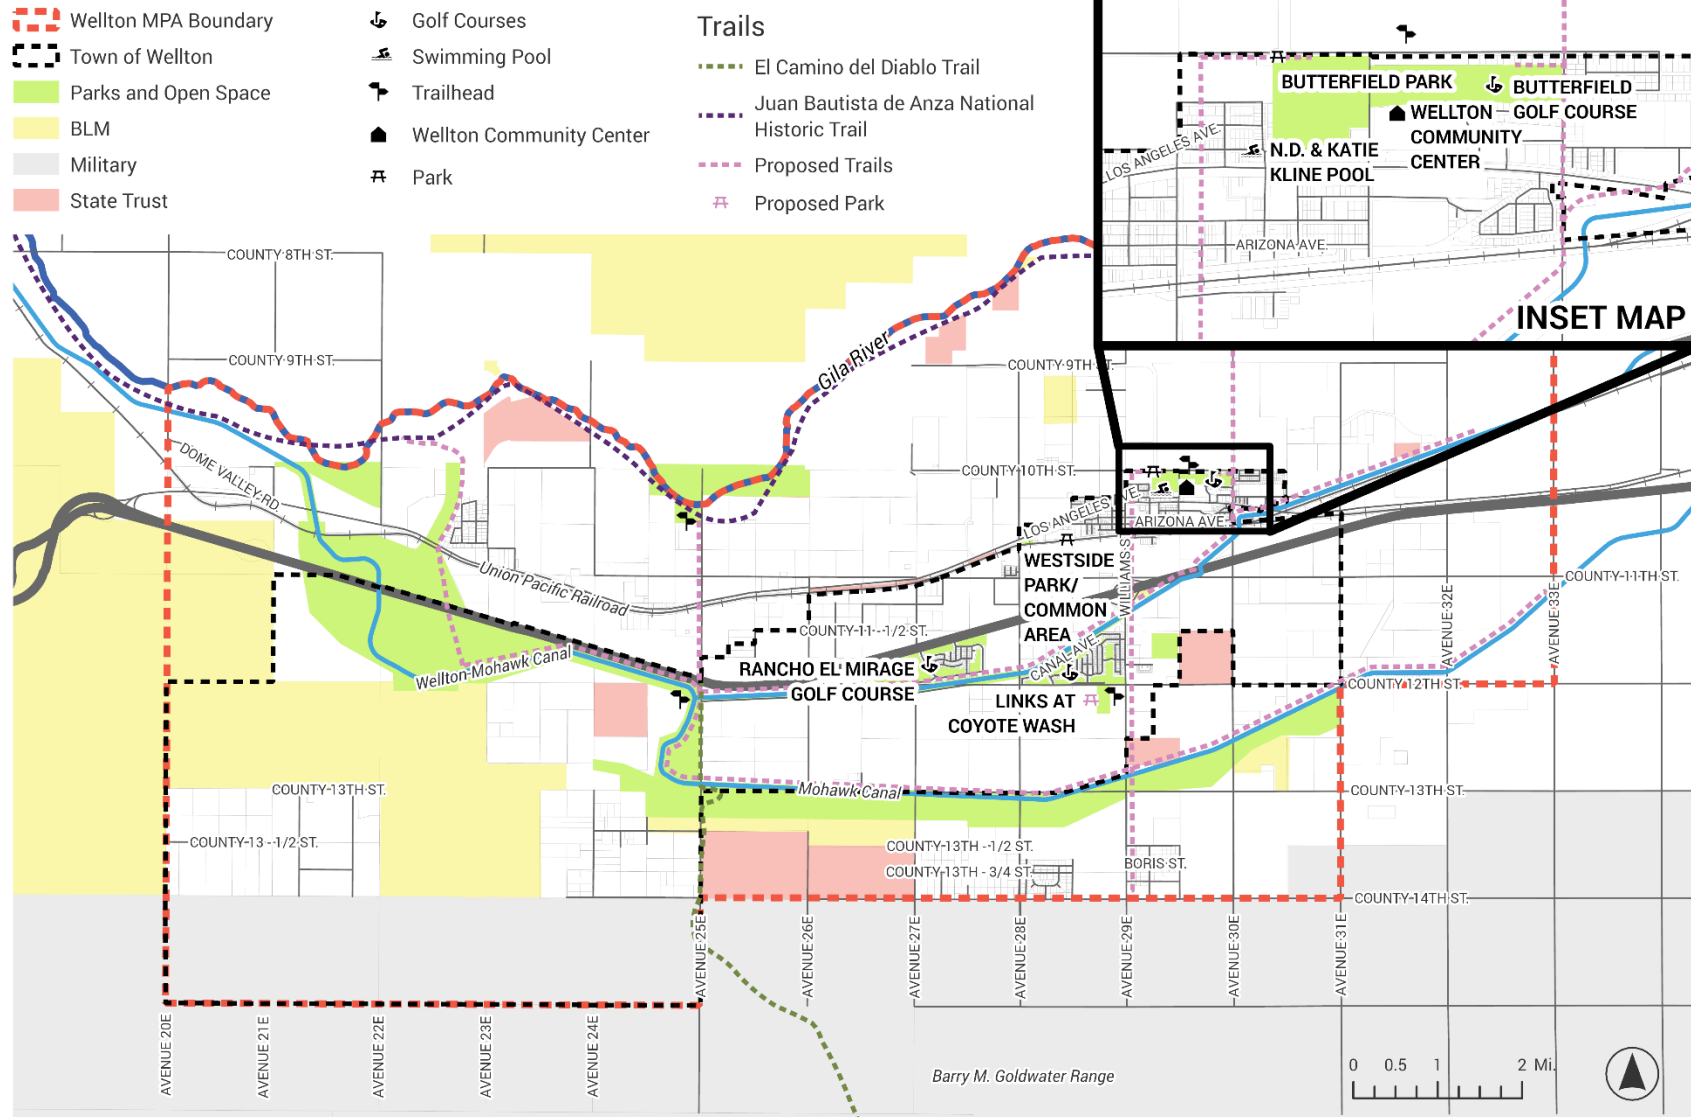 Wellton MPA Boundary
Town of Wellton
Parks and Open Space
BLM
Military
State Trust
Golf Courses
Swimming Pool
Trailhead
Wellton Community Center
Park
Trails
El Camino del Diablo Trail
Juan Bautista de Anza National
Historic Trail
Proposed Trails
Proposed Park
BUTTERFIELD PARK
BUTTERFIELD
GOLF COURSE
WELLTON
COMMUNITY
CENTER
LOS ANGELES AVE.
N.D. & KATIE
KLINE POOL
ARIZONA AVE.
INSET MAP
COUNTY 8TH ST.
COUNTY 9TH ST.
Gila River
COUNTY 9TH ST.
DOME VALLEY RD.
COUNTY 10TH ST.
LOS ANGELES AVE.
ARIZONA AVE.
Union Pacific Railroad
WESTSIDE
PARK/
COMMON
AREA
WILLIAMS S
COUNTY 11TH ST.
AVENUE 32E
AVENUE 33E
COUNTY 11 - 1/2 ST.
CANAL AVE.
Wellton-Mohawk Canal
RANCHO EL MIRAGE
GOLF COURSE
LINKS AT
COYOTE WASH
COUNTY 12TH ST.
COUNTY 13TH ST.
Mohawk Canal
COUNTY 13TH ST.
COUNTY 13 - 1/2 ST.
COUNTY 13TH - 1/2 ST.
COUNTY 13TH - 3/4 ST.
BORIS ST.
COUNTY 14TH ST.
AVENUE 20E
AVENUE 21E
AVENUE 22E
AVENUE 23E
AVENUE 24E
AVENUE 25E
AVENUE 26E
AVENUE 27E
AVENUE 28E
AVENUE 29E
AVENUE 30E
AVENUE 31E
Barry M. Goldwater Range
0 0.5 1 2 Mi.